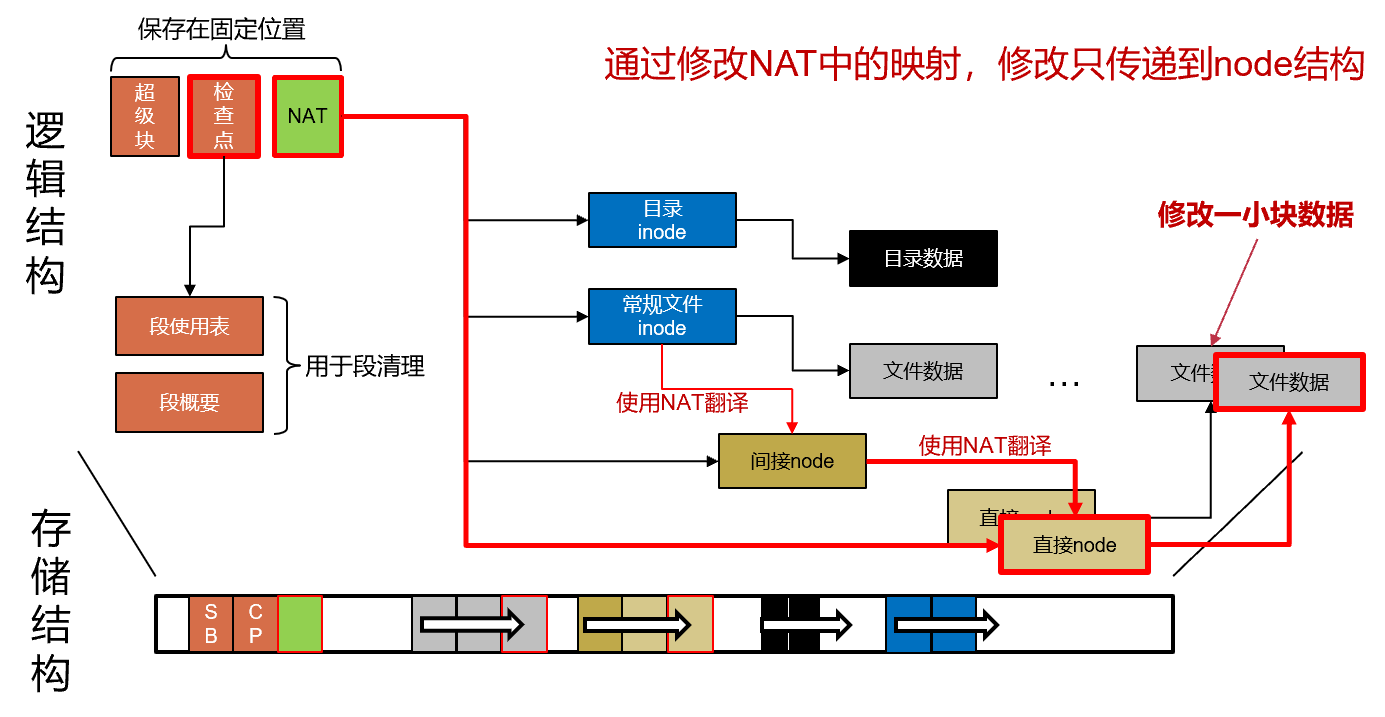 保存在固定位置
通过修改NAT中的映射，修改只传递到node结构
逻辑结构
超级块
检查点
NAT
目录
inode
目录数据
修改一小块数据
常规文件
inode
段使用表
用于段清理
段概要
文件数据
...
文件
文件数据
使用NAT翻译
间接node
使用NAT翻译
直接
直接node
存储结构
SB
CP